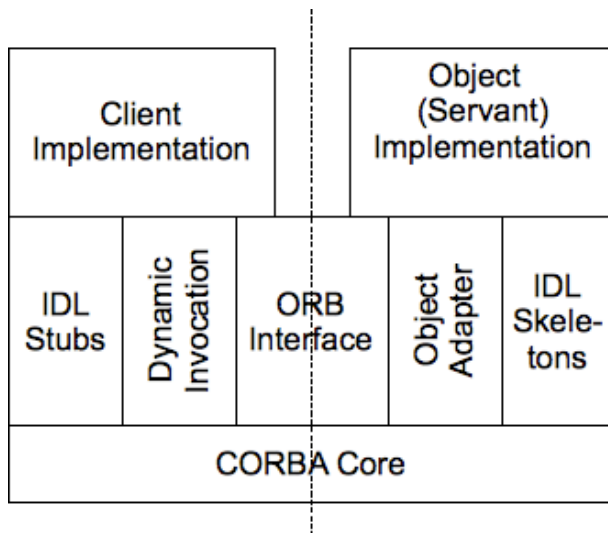 Client
Implementation
Object
(Servant)
Implementation
IDL
Stubs
Dynamic
Invocation
ORB
Interface
Object
Adapter
IDL
Skele-
tons
CORBA Core